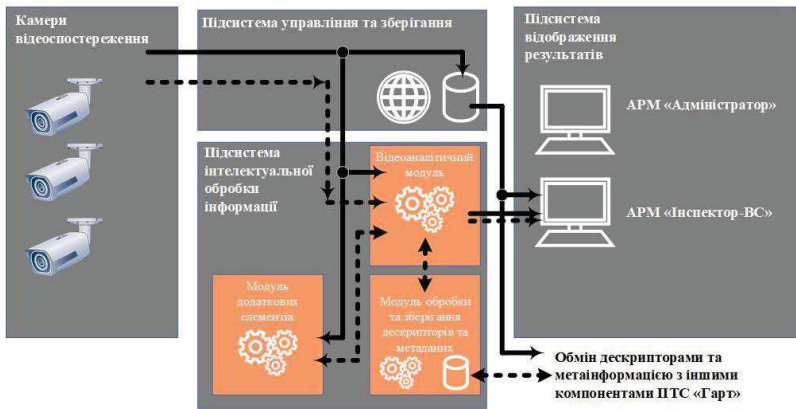 Камери
відеоспостереження
Підсистема управління та зберігання
Підсистема
відображення
результатів
АРМ «Адміністратор»
АРМ «Інспектор-ВС»
Підсистема
інтелектуальної
обробки
інформації
Відеоаналітичний
модуль
Модуль
додаткових
елементів
Модуль обробки
та зберігання
дескрипторів та
метаданих
Обмін дескрипторами та
метаінформацією з іншими
компонентами ПТС «Гарт»